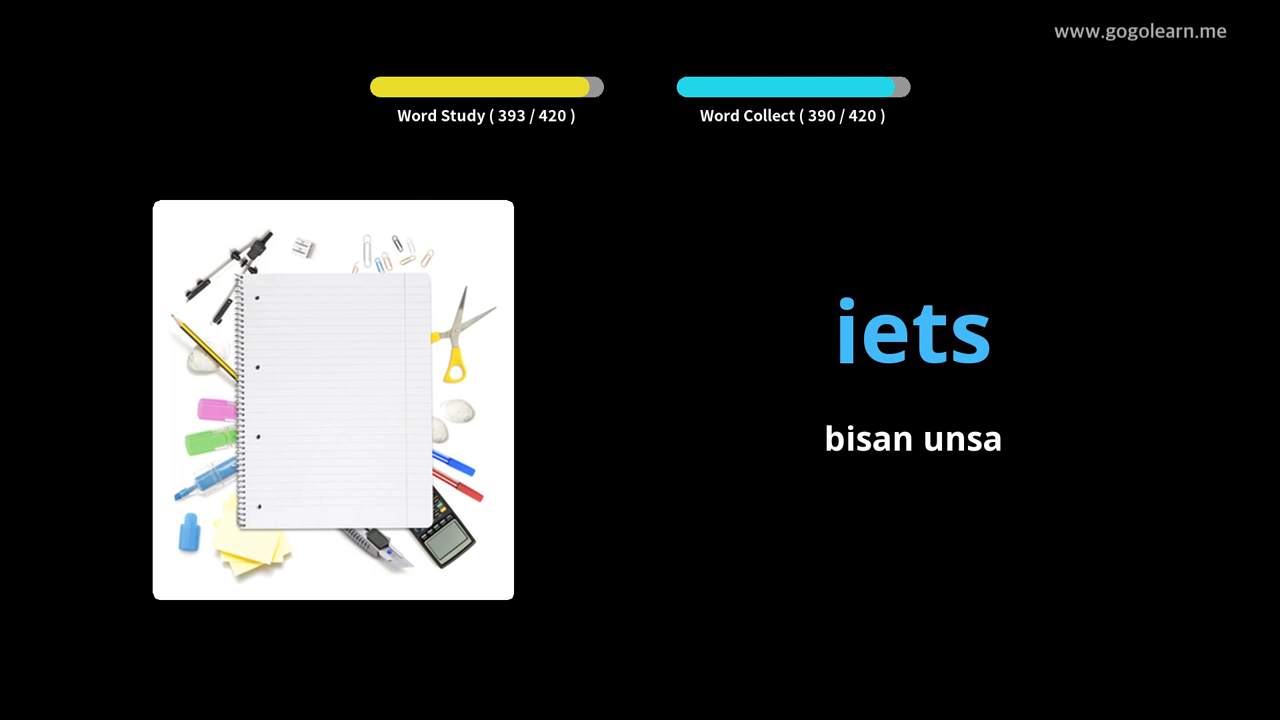 www.gogolearn.me
Word Study ( 393 / 420 )
Word Collect ( 390 / 420 )
iets
bisan unsa